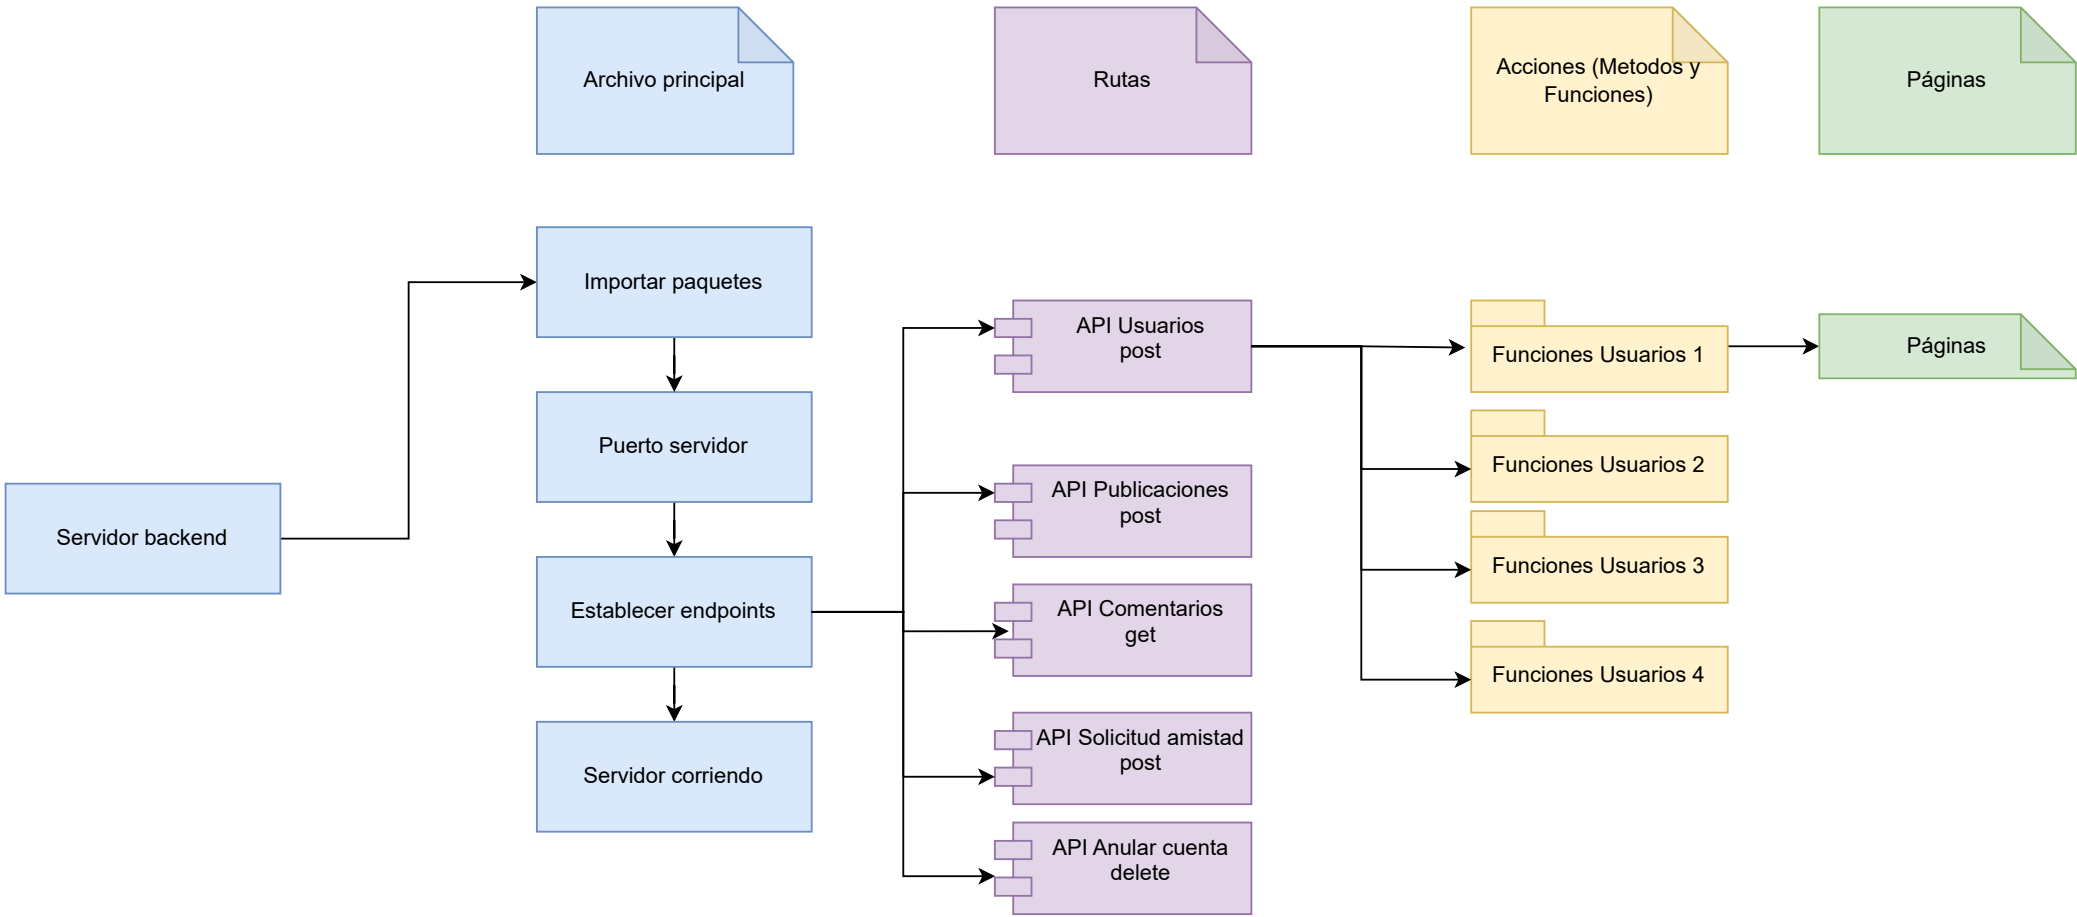 Archivo principal
Rutas
Acciones (Metodos y
Funciones)
Páginas
Servidor backend
Importar paquetes
Puerto servidor
Establecer endpoints
Servidor corriendo
API Usuarios
post
API Publicaciones
post
API Comentarios
get
API Solicitud amistad
post
API Anular cuenta
delete
Funciones Usuarios 1
Funciones Usuarios 2
Funciones Usuarios 3
Funciones Usuarios 4
Páginas